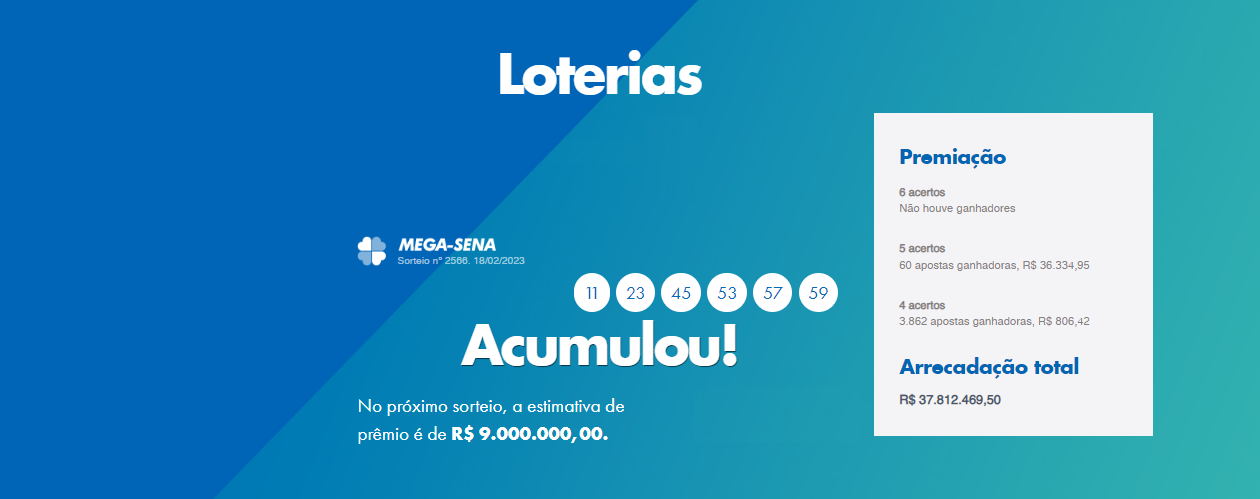 Loterias
MEGA-SENA
Sorteio nº 2566. 18/02/2023
11 23 45 53 57 59
Acumulou!
No próximo sorteio, a estimativa de
prêmio é de R$ 9.000.000,00.
Premiação
6 acertos
Não houve ganhadores
5 acertos
60 apostas ganhadoras, R$ 36.334,95
4 acertos
3.862 apostas ganhadoras, R$ 806,42
Arrecadação total
R$ 37.812.469,50